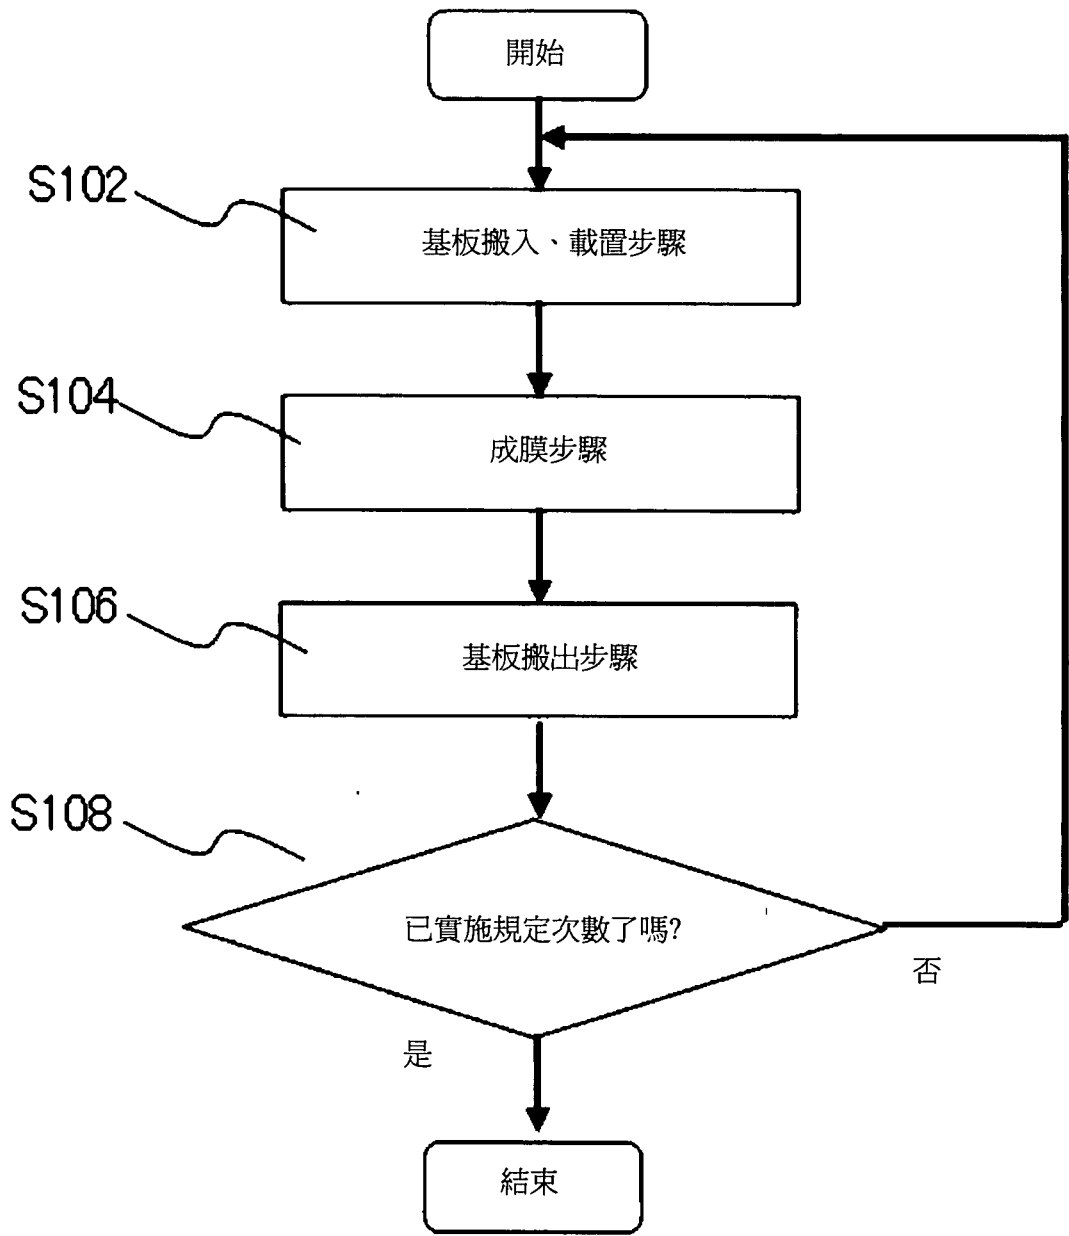 開始
S102
基板搬入、載置步驟
S104
成膜步驟
S106
基板搬出步驟
S108
已實施規定次數了嗎?
否
是
結束